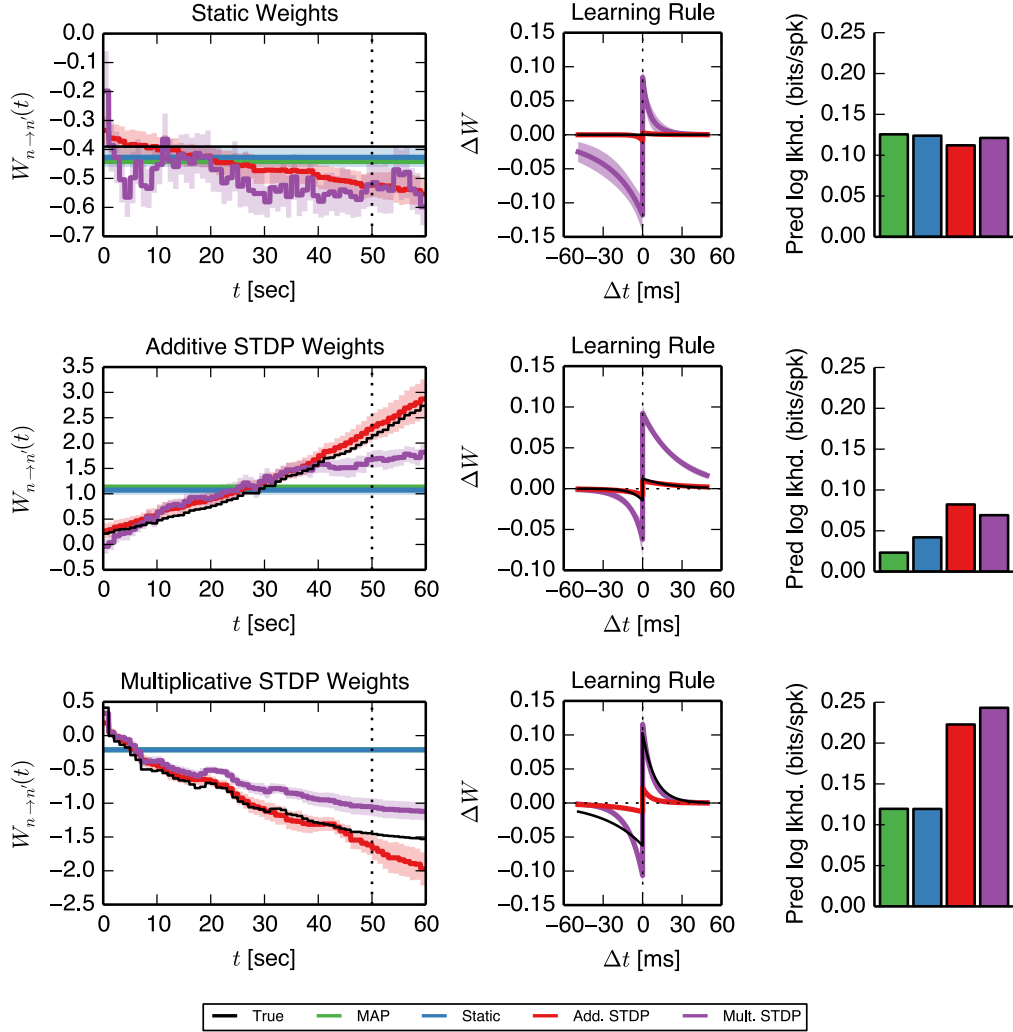 Static Weights
0.0
−0.1
−0.2
−0.3
−0.4
−0.5
−0.6
−0.7
W n→n′(t)
0 10 20 30 40 50 60
t [sec]
Learning Rule
0.15
0.10
0.05
0.00
−0.05
−0.10
−0.15
ΔW
−60−30 0 30 60
Δt [ms]
0.25
0.20
0.15
0.10
0.05
0.00
Pred log lkhd. (bits/spk)
Additive STDP Weights
3.5
3.0
2.5
2.0
1.5
1.0
0.5
0.0
−0.5
W n→n′(t)
0 10 20 30 40 50 60
t [sec]
Learning Rule
0.15
0.10
0.05
0.00
−0.05
−0.10
ΔW
−60−30 0 30 60
Δt [ms]
0.25
0.20
0.15
0.10
0.05
0.00
Pred log lkhd. (bits/spk)
Multiplicative STDP Weights
0.5
0.0
−0.5
−1.0
−1.5
−2.0
−2.5
W n→n′(t)
0 10 20 30 40 50 60
t [sec]
Learning Rule
0.15
0.10
0.05
0.00
−0.05
−0.10
−0.15
ΔW
−60−30 0 30 60
Δt [ms]
0.25
0.20
0.15
0.10
0.05
0.00
Pred log lkhd. (bits/spk)
True MAP Static Add. STDP Mult. STDP